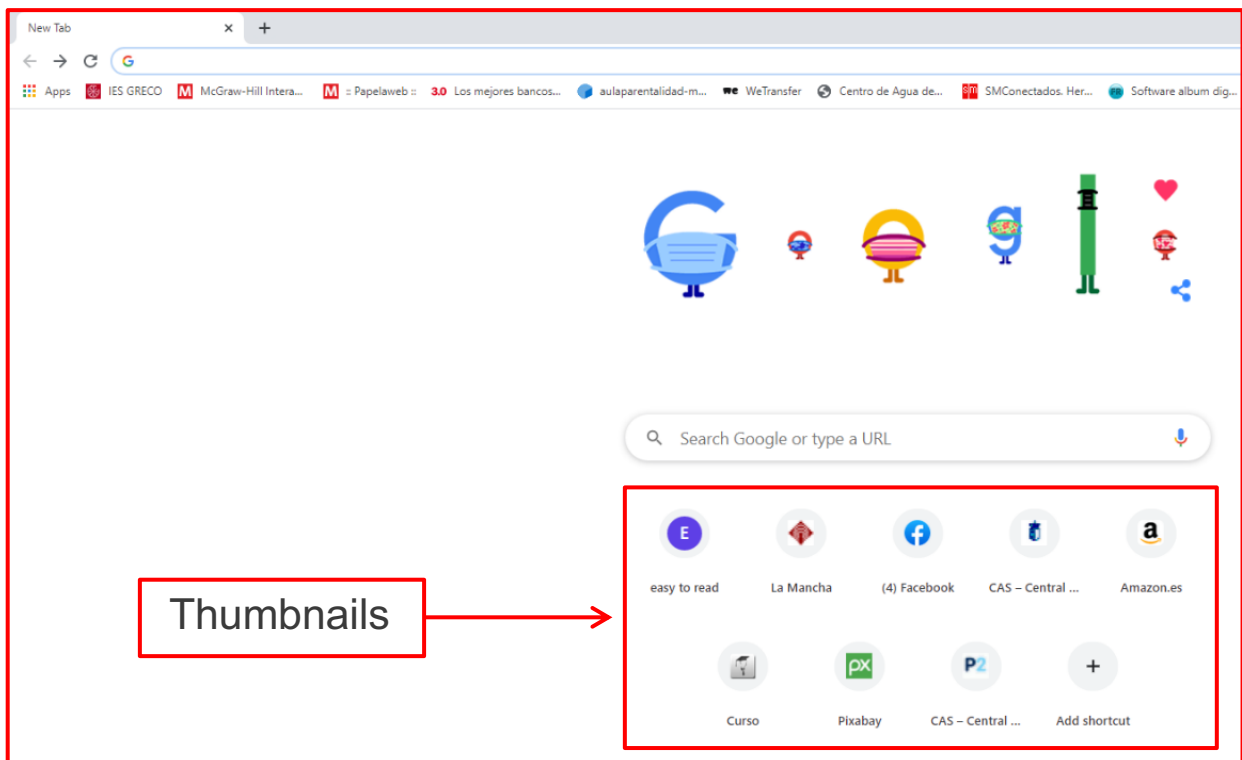 New Tab
Apps IES GRECO McGraw-Hill Intera... :: Papelaweb :: 3.0 Los mejores bancos... aulaparentalidad-m... we WeTransfer Centro de Agua de... SMConectados. Her... Software album dig...
Google
Search Google or type a URL
E
a
easy to read La Mancha (4) Facebook CAS – Central ... Amazon.es
Thumbnails
px P2 +
Curso Pixabay CAS – Central ... Add shortcut